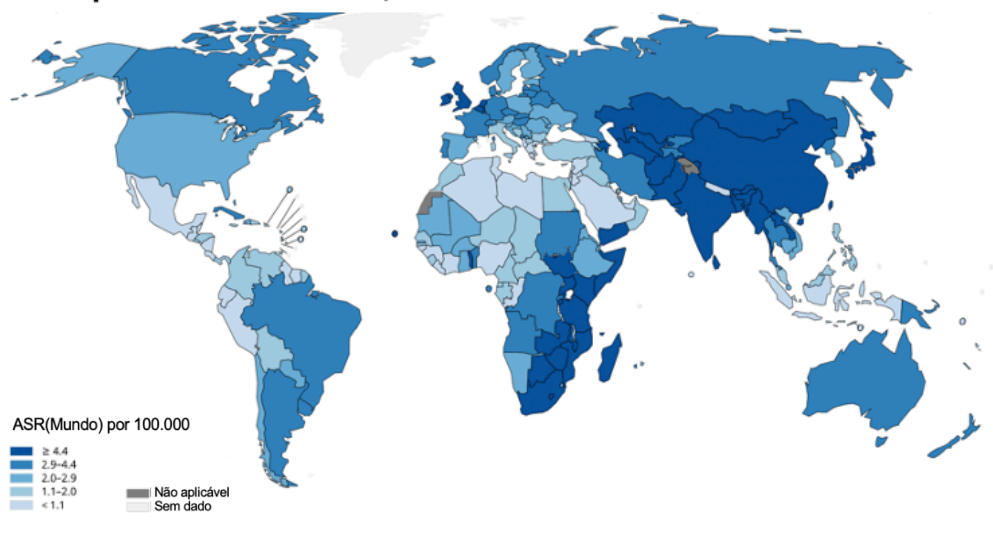 ASR(Mundo) por 100.000
≥ 4.4
2.9–4.4
2.0–2.9
1.1–2.0
< 1.1
Não aplicável
Sem dado